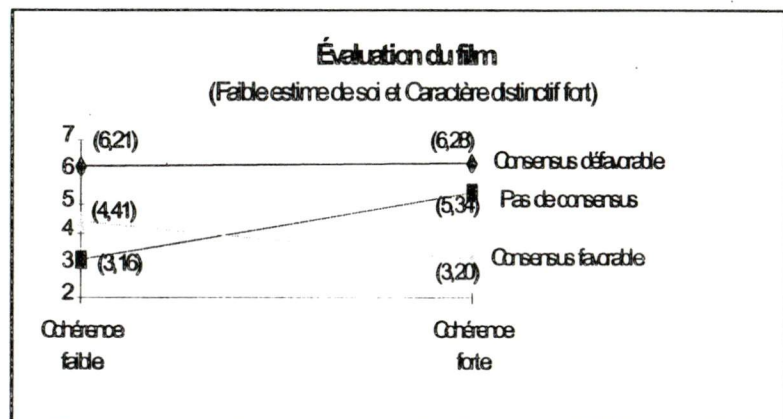 Évaluation du film
(Faible estime de soi et Caractère distinctif fort)
7
(6,21)
(6,28)
6
Consensus défavorable
5
(4,41)
(5,34)
Pas de consensus
4
3
(3,16)
(3,20)
Consensus favorable
2
Cohérence
faible
Cohérence
forte